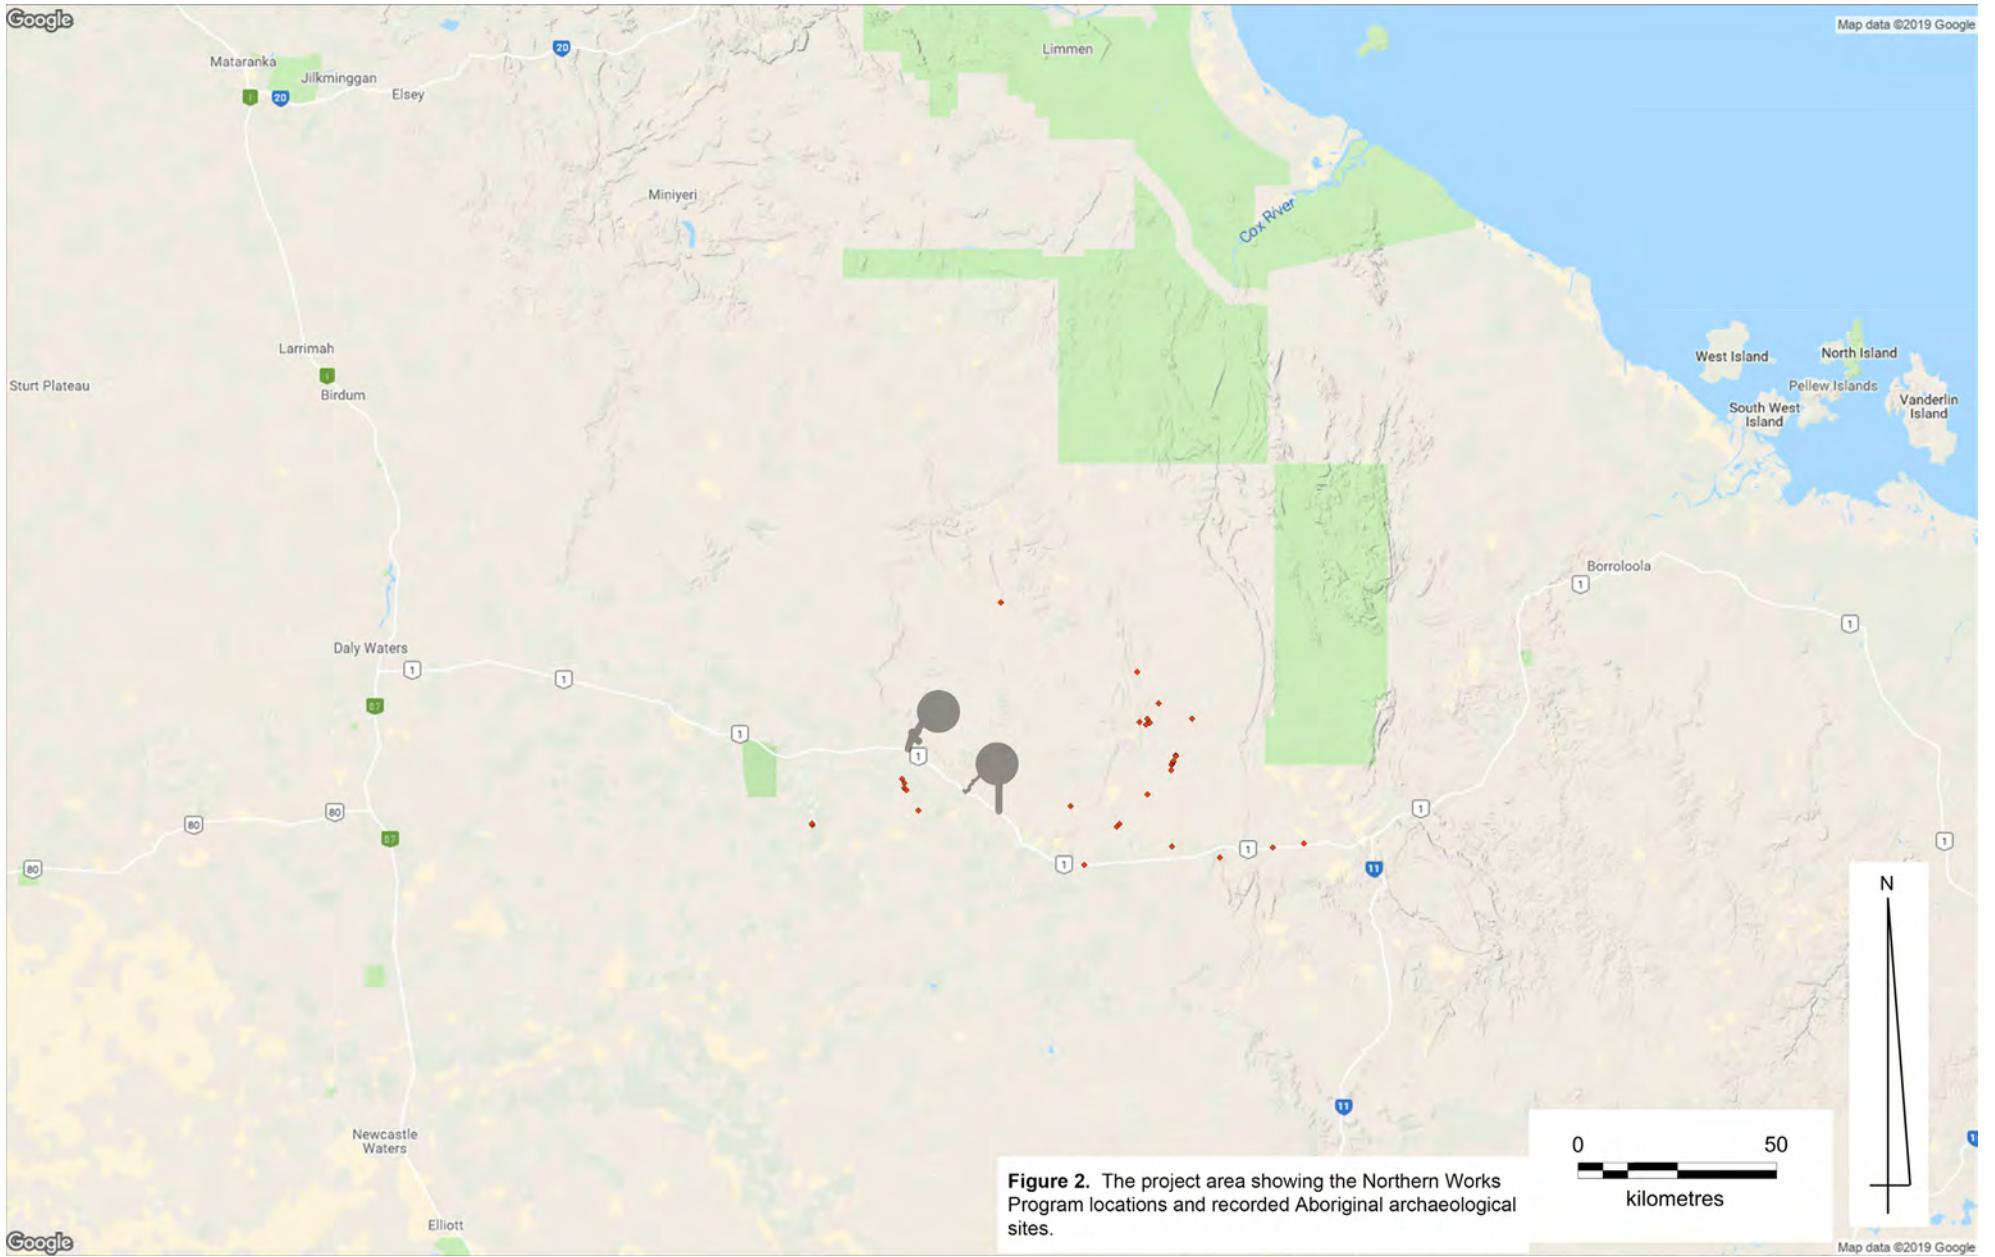 Google
Map data ©2019 Google
Limmen
20
Mataranka
Jilkminggan
Elsey
1
20
Miniyeri
Cox River
Larrimah
1
Birdum
Sturt Plateau
West Island
North Island
Pellew Islands
South West
Island
Vanderlin
Island
Borroloola
1
1
Daly Waters
1
1
87
1
1
80
80
87
80
1
1
1
11
1
N
11
Newcastle
Waters
Elliott
Figure 2. The project area showing the Northern Works
Program locations and recorded Aboriginal archaeological
sites.
0 50
kilometres
Google
Map data ©2019 Google